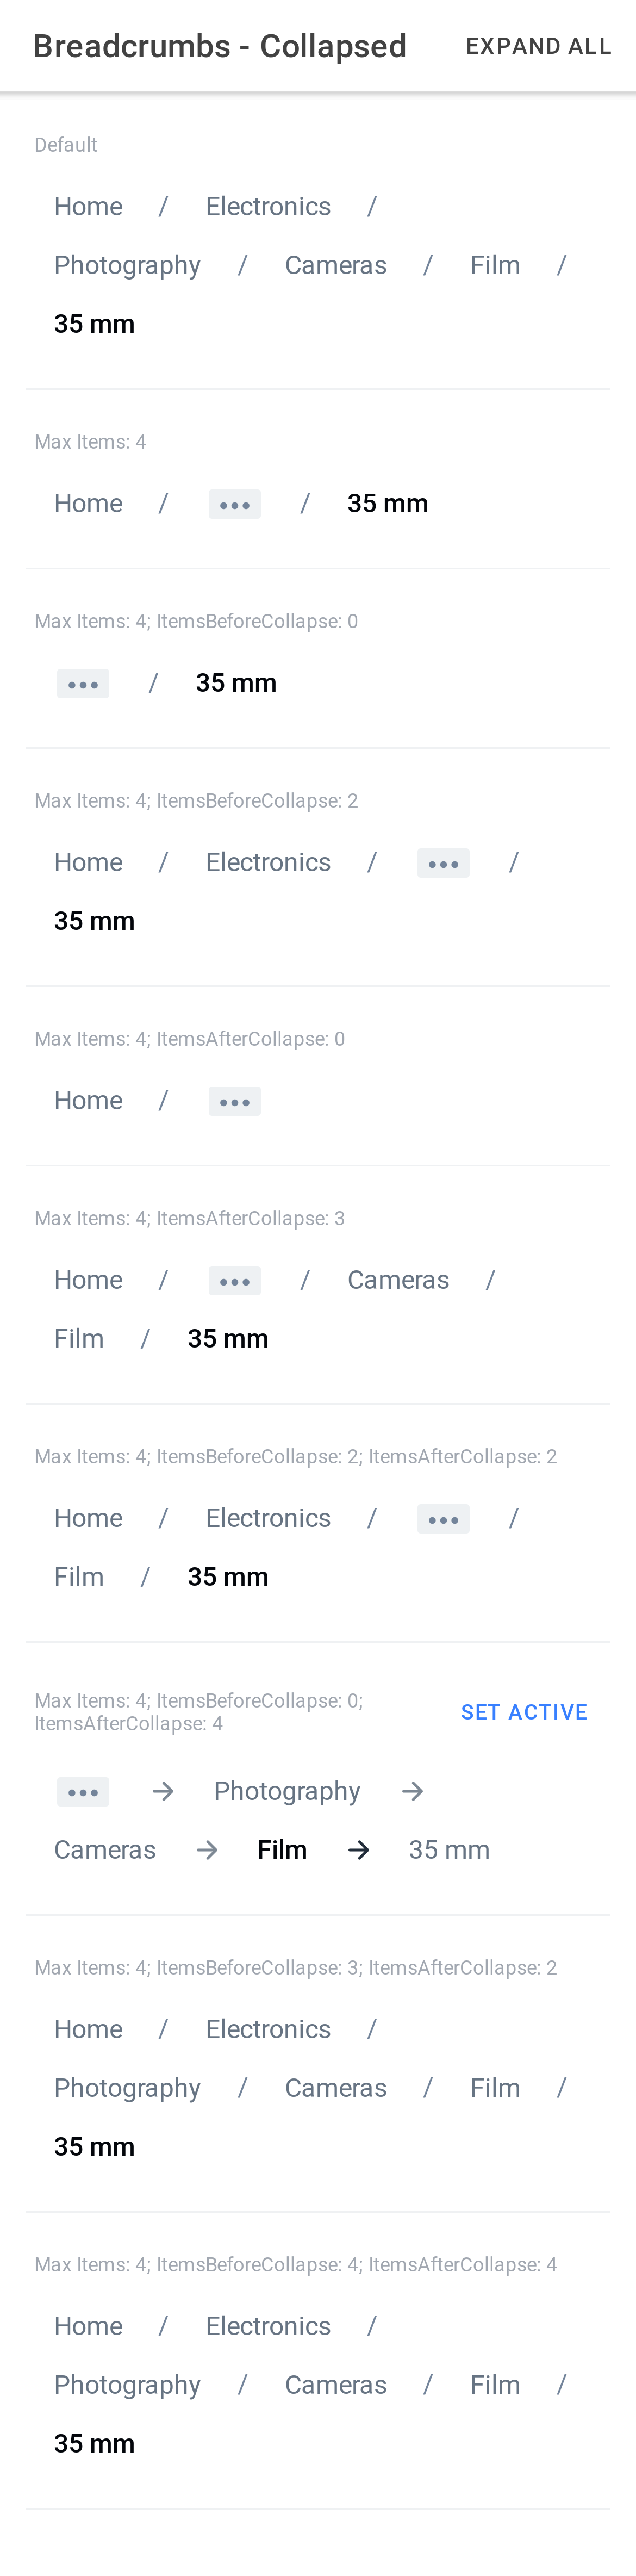 Breadcrumbs - Collapsed EXPAND ALL
Default
Home / Electronics /
Photography / Cameras / Film /
35 mm
Max Items: 4
Home / ••• / 35 mm
Max Items: 4; ItemsBeforeCollapse: 0
••• / 35 mm
Max Items: 4; ItemsBeforeCollapse: 2
Home / Electronics / ••• /
35 mm
Max Items: 4; ItemsAfterCollapse: 0
Home / •••
Max Items: 4; ItemsAfterCollapse: 3
Home / ••• / Cameras /
Film / 35 mm
Max Items: 4; ItemsBeforeCollapse: 2; ItemsAfterCollapse: 2
Home / Electronics / ••• /
Film / 35 mm
Max Items: 4; ItemsBeforeCollapse: 0;
ItemsAfterCollapse: 4
SET ACTIVE
••• → Photography →
Cameras → Film → 35 mm
Max Items: 4; ItemsBeforeCollapse: 3; ItemsAfterCollapse: 2
Home / Electronics /
Photography / Cameras / Film /
35 mm
Max Items: 4; ItemsBeforeCollapse: 4; ItemsAfterCollapse: 4
Home / Electronics /
Photography / Cameras / Film /
35 mm